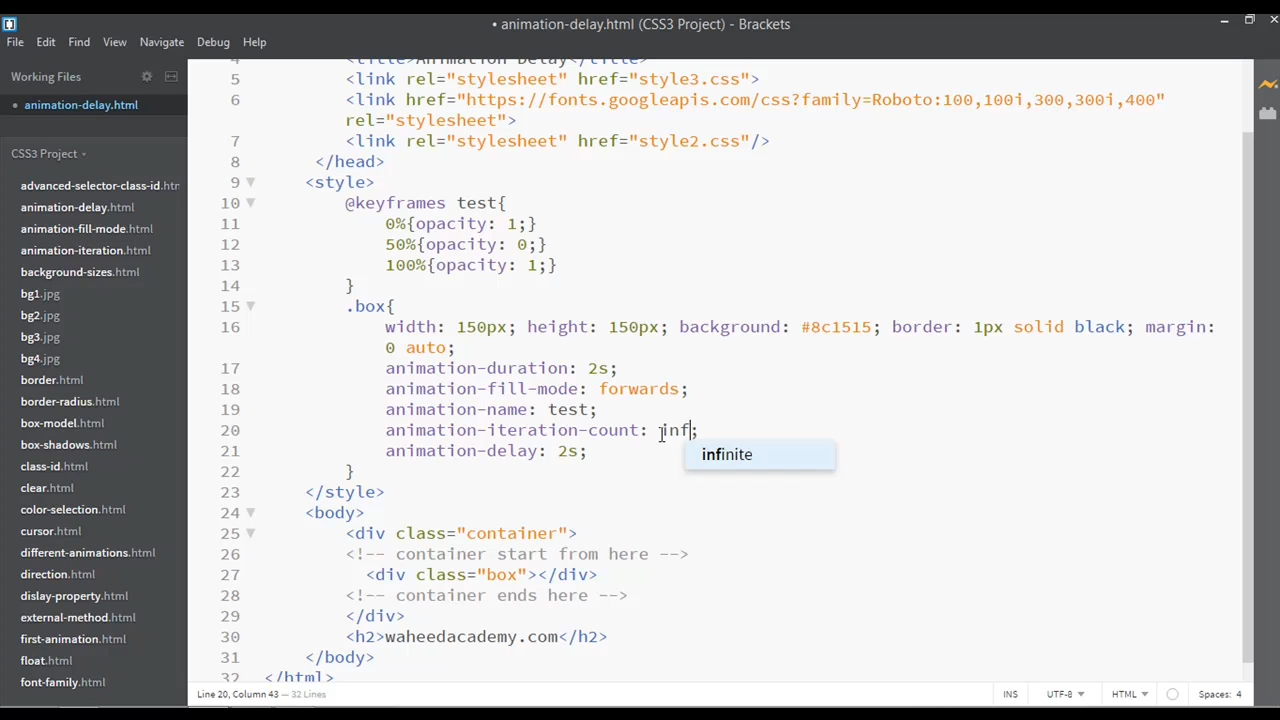 • animation-delay.html (CSS3 Project) - Brackets
File Edit Find View Navigate Debug Help
Working Files
• animation-delay.html
CSS3 Project
advanced-selector-class-id.htr
animation-delay.html
animation-fill-mode.html
animation-iteration.html
background-sizes.html
bg1.jpg
bg2.jpg
bg3.jpg
bg4.jpg
border.html
border-radius.html
box-model.html
box-shadows.html
class-id.html
clear.html
color-selection.html
cursor.html
different-animations.html
direction.html
dislay-property.html
external-method.html
first-animation.html
float.html
font-family.html
4 <title>Animation Delay</title>
5 <link rel="stylesheet" href="style3.css">
6 <link href="https://fonts.googleapis.com/css?family=Roboto:100,100i,300,300i,400"
rel="stylesheet">
7 <link rel="stylesheet" href="style2.css"/>
8 </head>
9 <style>
10 @keyframes test{
11 0%{opacity: 1;}
12 50%{opacity: 0;}
13 100%{opacity: 1;}
14 }
15 .box{
16 width: 150px; height: 150px; background: #8c1515; border: 1px solid black; margin:
0 auto;
17 animation-duration: 2s;
18 animation-fill-mode: forwards;
19 animation-name: test;
20 animation-iteration-count: inf;
infinite
21 animation-delay: 2s;
22 }
23 </style>
24 <body>
25 <div class="container">
26 <!-- container start from here -->
27 <div class="box"></div>
28 <!-- container ends here -->
29 </div>
30 <h2>waheedacademy.com</h2>
31 </body>
32 </html>
Line 20, Column 43 — 32 Lines
INS UTF-8 HTML Spaces: 4